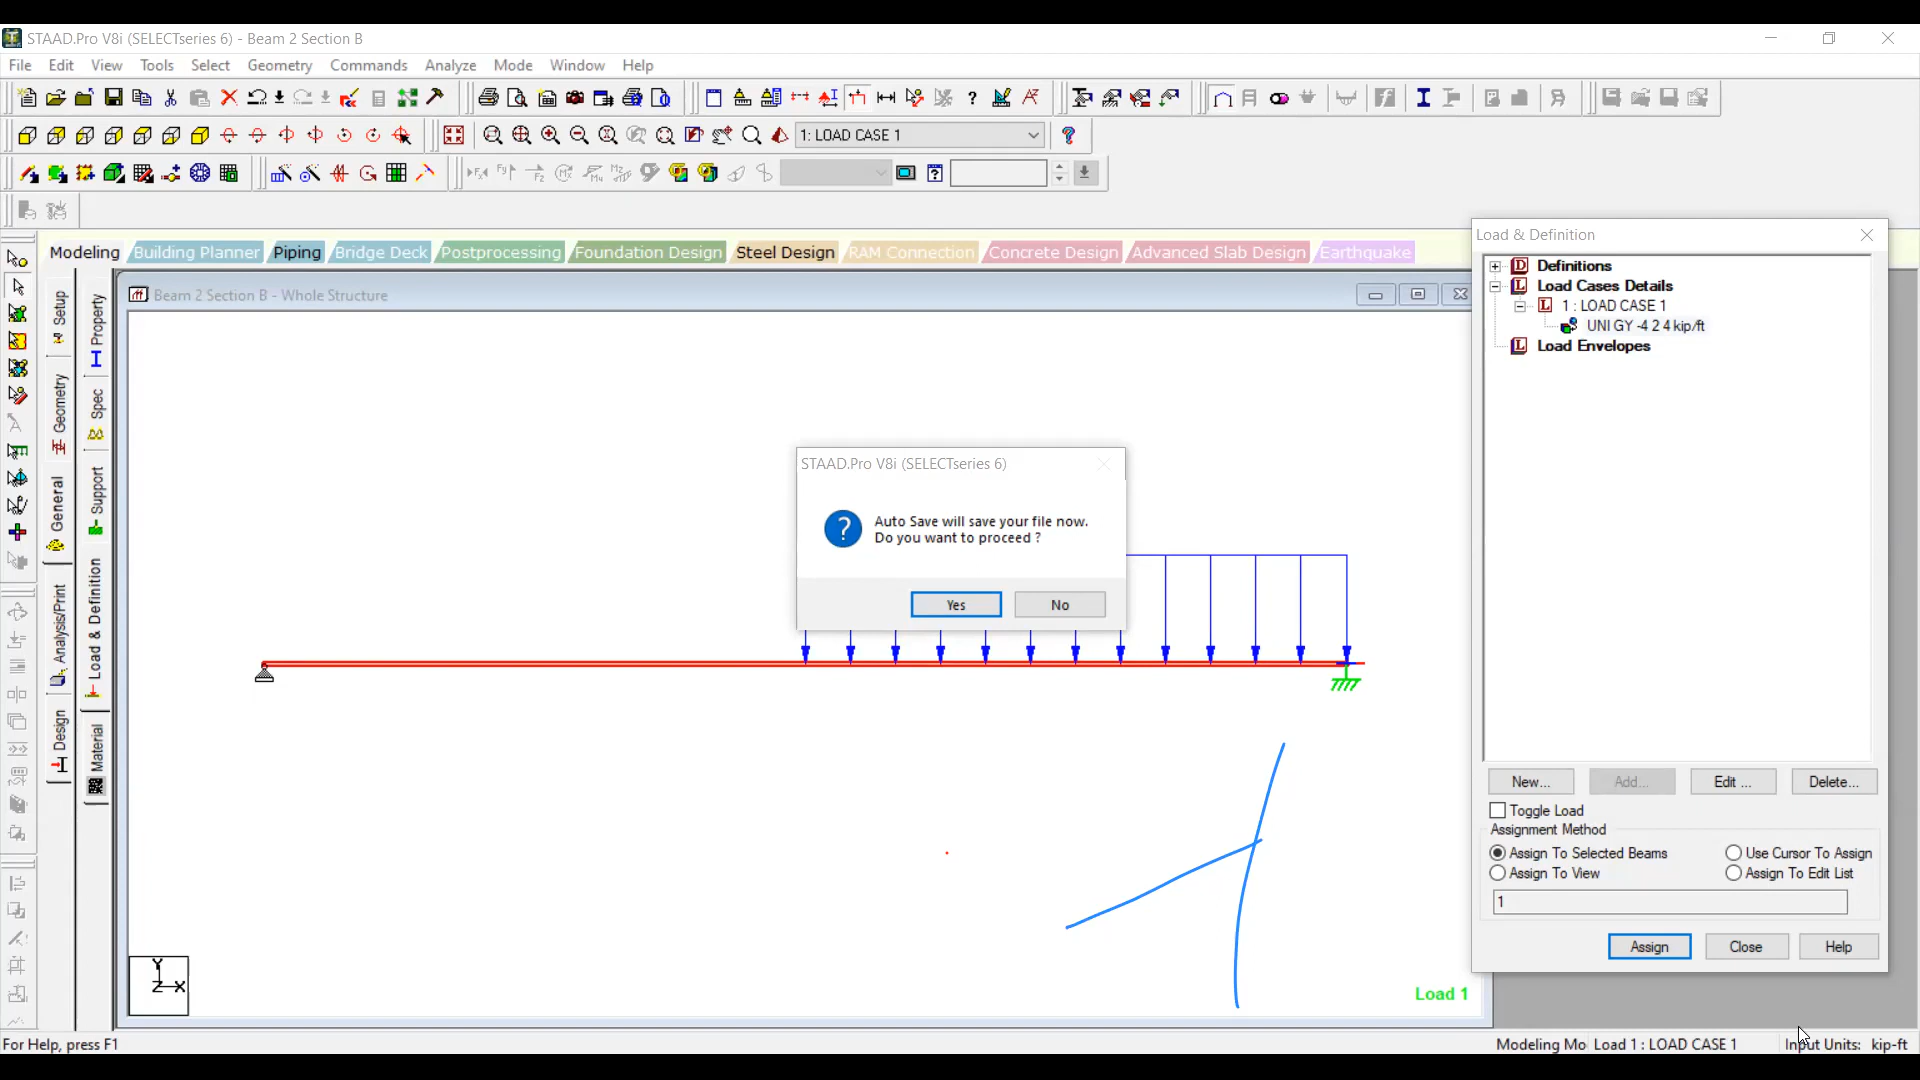 STAAD.Pro V8i (SELECTseries 6) - Beam 2 Section B
File Edit View Tools Select Geometry Commands Analyze Mode Window Help
1: LOAD CASE 1
Modeling Building Planner Piping Bridge Deck Postprocessing Foundation Design Steel Design RAM Connection Concrete Design Advanced Slab Design Earthquake
Setup
Geometry
General
Analysis/Print
Design
Property
Spec
Support
Load & Definition
Material
Beam 2 Section B - Whole Structure
STAAD.Pro V8i (SELECTseries 6)
Auto Save will save your file now.
Do you want to proceed ?
Yes No
Y
Z X
Load 1
Load & Definition
Definitions
Load Cases Details
1 : LOAD CASE 1
UNI GY -4 2 4 kip/ft
Load Envelopes
New... Add... Edit ... Delete...
Toggle Load
Assignment Method
Assign To Selected Beams Use Cursor To Assign
Assign To View Assign To Edit List
1
Assign Close Help
For Help, press F1 Modeling Mo Load 1 : LOAD CASE 1 Input Units: kip-ft